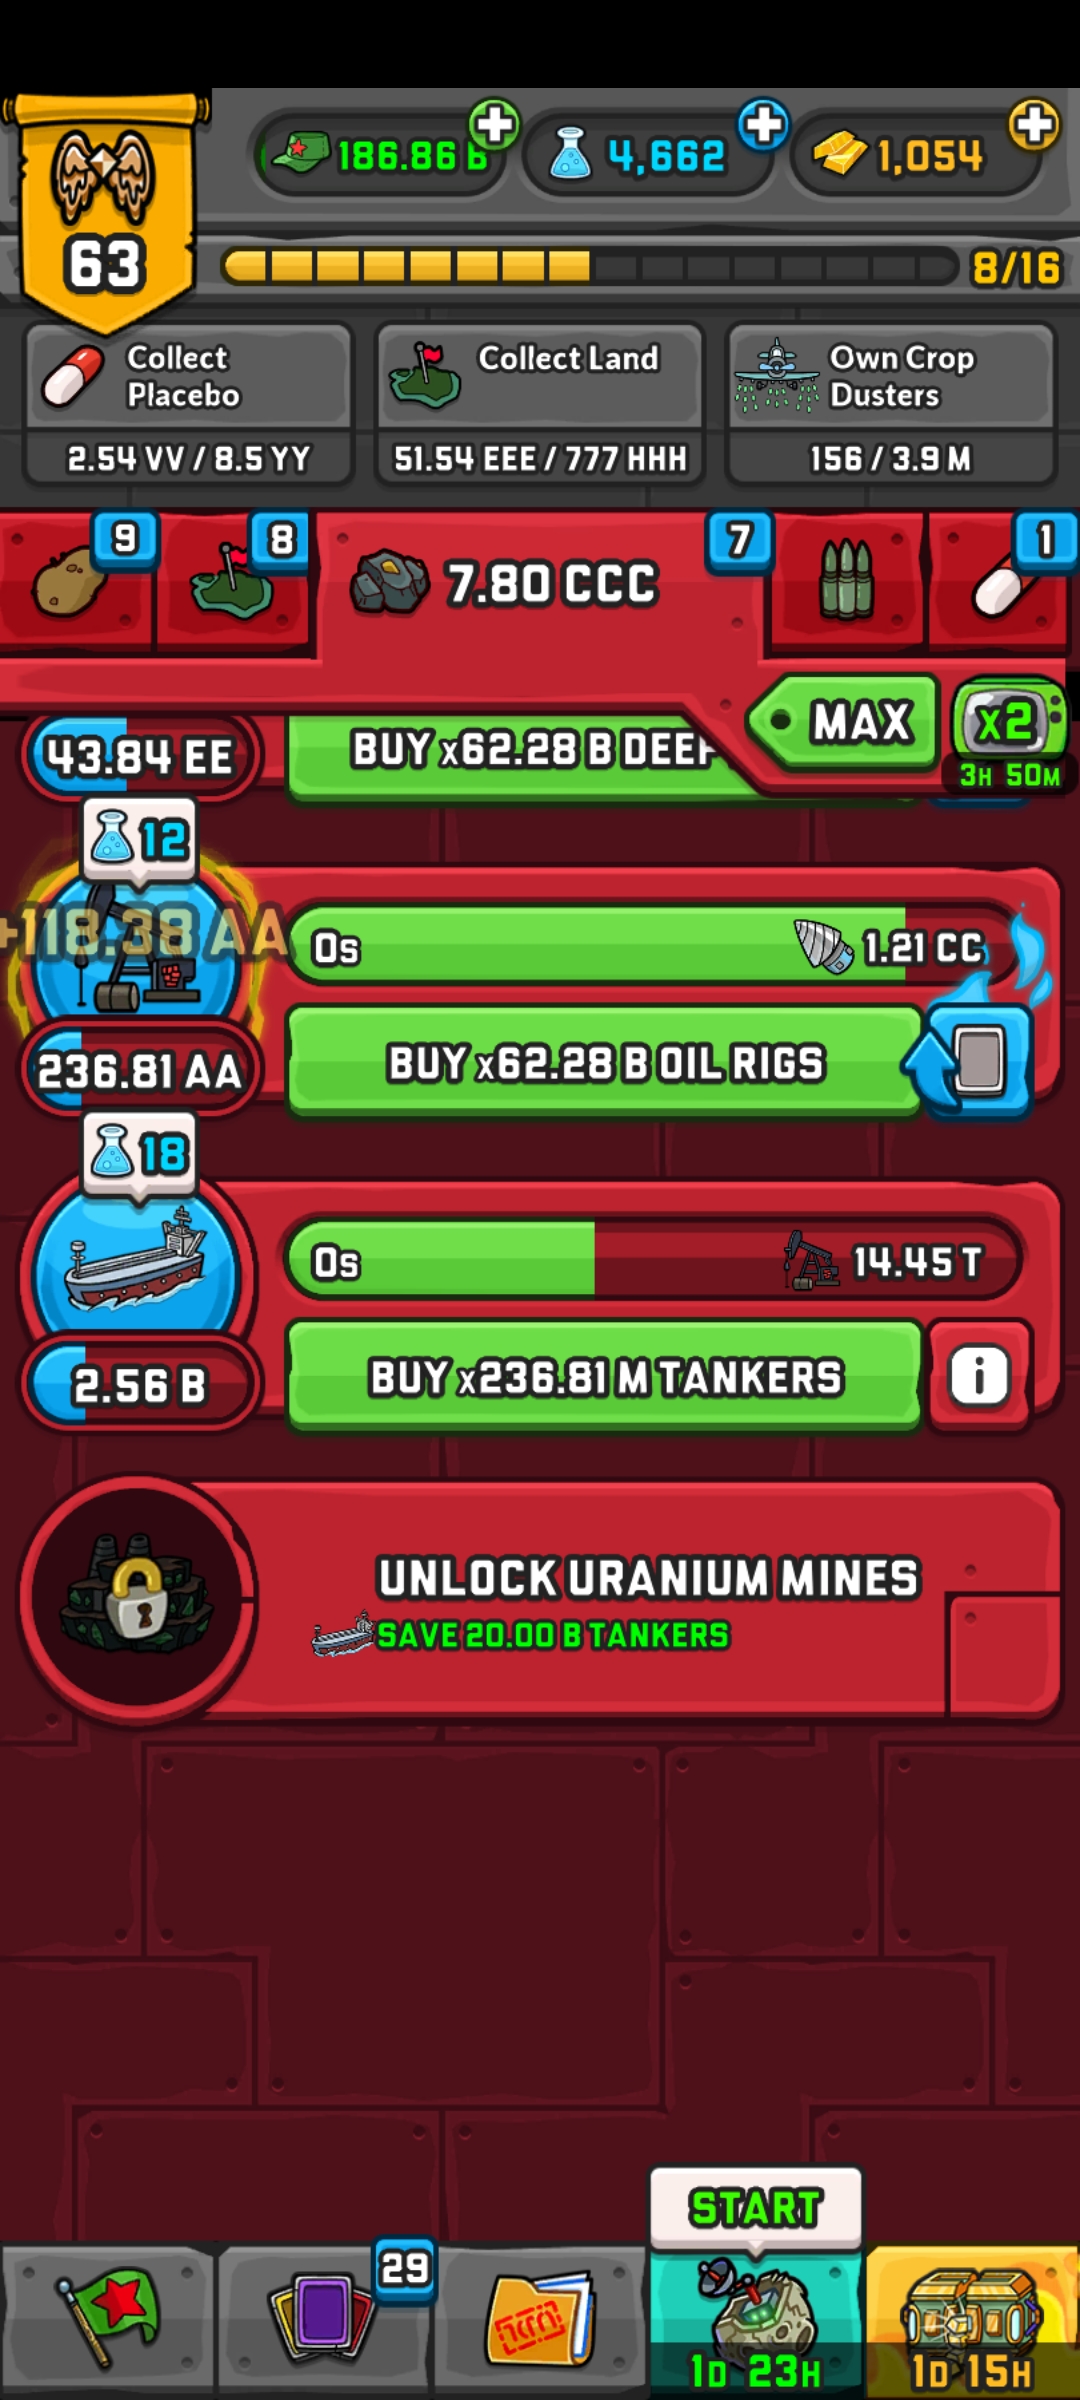 186.86 B
4,662
1,054
63
8/16
Collect
Placebo
2.54 VV / 8.5 YY
Collect Land
51.54 EEE / 777 HHH
Own Crop
Dusters
156 / 3.9 M
9
8
7.80 CCC
7
1
MAX
x2
3H 50M
43.84 EE
BUY x62.28 B DEEP
12
+118.38 AA
0s
1.21 CC
236.81 AA
BUY x62.28 B OIL RIGS
18
0s
14.45 T
2.56 B
BUY x236.81 M TANKERS
i
UNLOCK URANIUM MINES
SAVE 20.00 B TANKERS
START
29
1D 23H
1D 15H